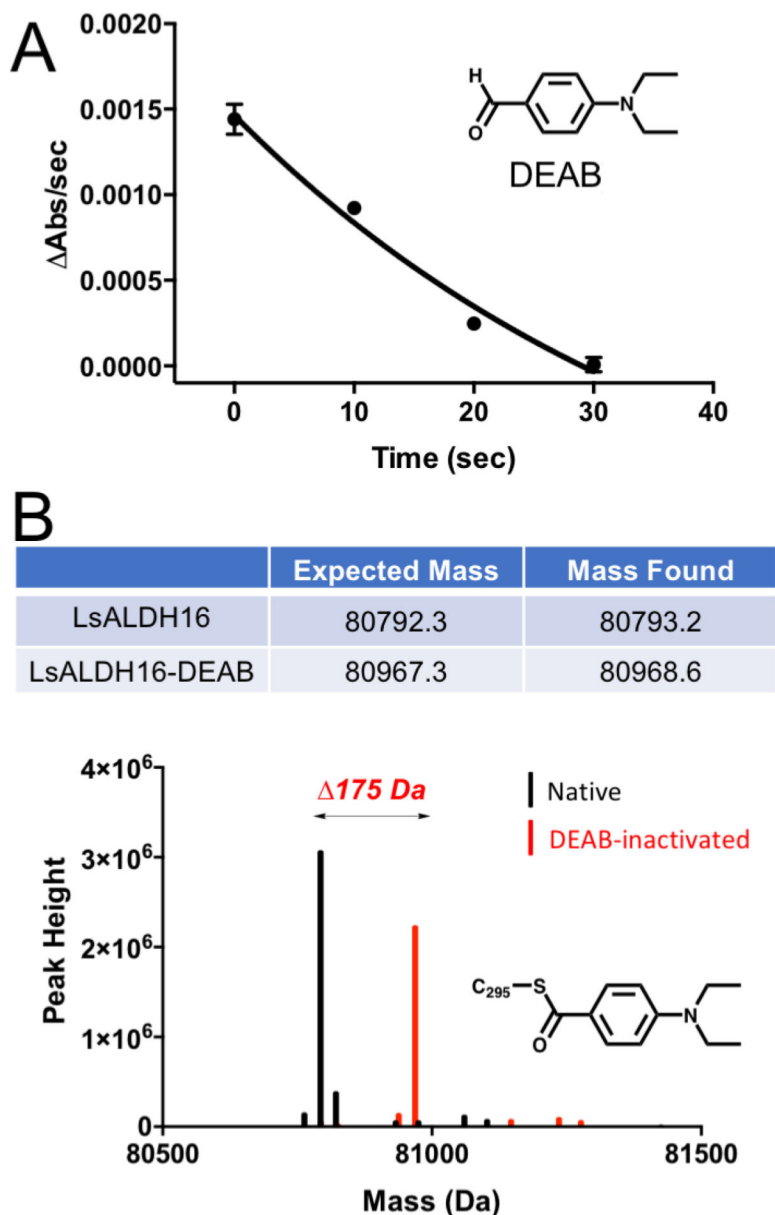 A
0.0020
0.0015
0.0010
0.0005
0.0000
ΔAbs/sec
0 10 20 30 40
Time (sec)
H
O
N
DEAB
B
Expected Mass Mass Found
LsALDH16 80792.3 80793.2
LsALDH16-DEAB 80967.3 80968.6
4×10⁶
3×10⁶
2×10⁶
1×10⁶
0
Peak Height
Δ175 Da
Native
DEAB-inactivated
C₂₉₅ S
O
N
80500 81000 81500
Mass (Da)